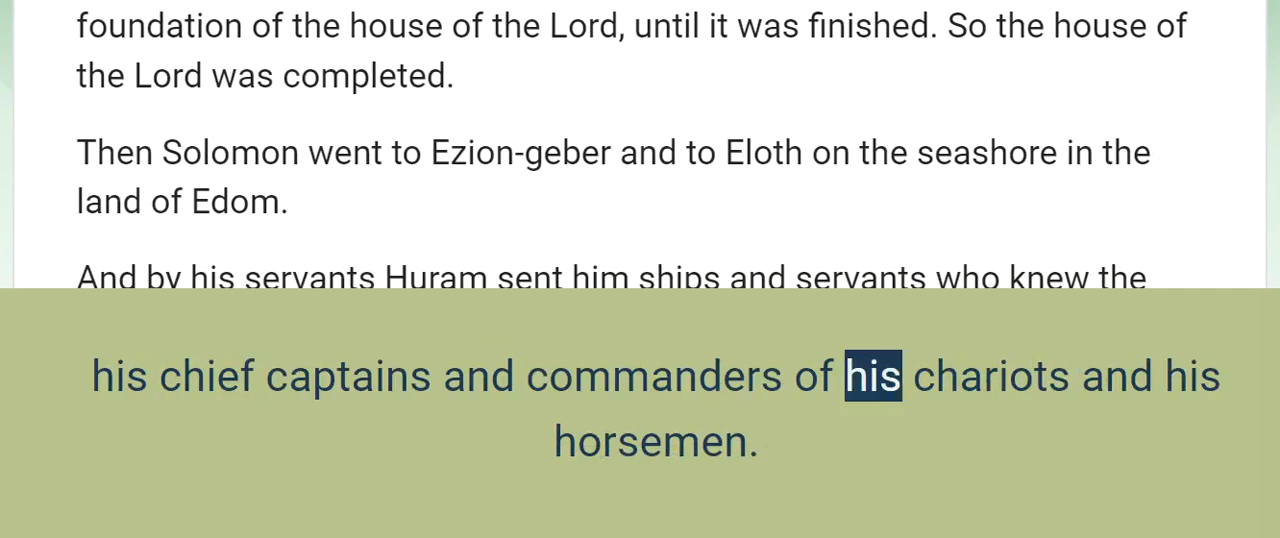 foundation of the house of the Lord, until it was finished. So the house of
the Lord was completed.
Then Solomon went to Ezion-geber and to Eloth on the seashore in the
land of Edom.
And by his servants Huram sent him ships and servants who knew the
his chief captains and commanders of his chariots and his
horsemen.